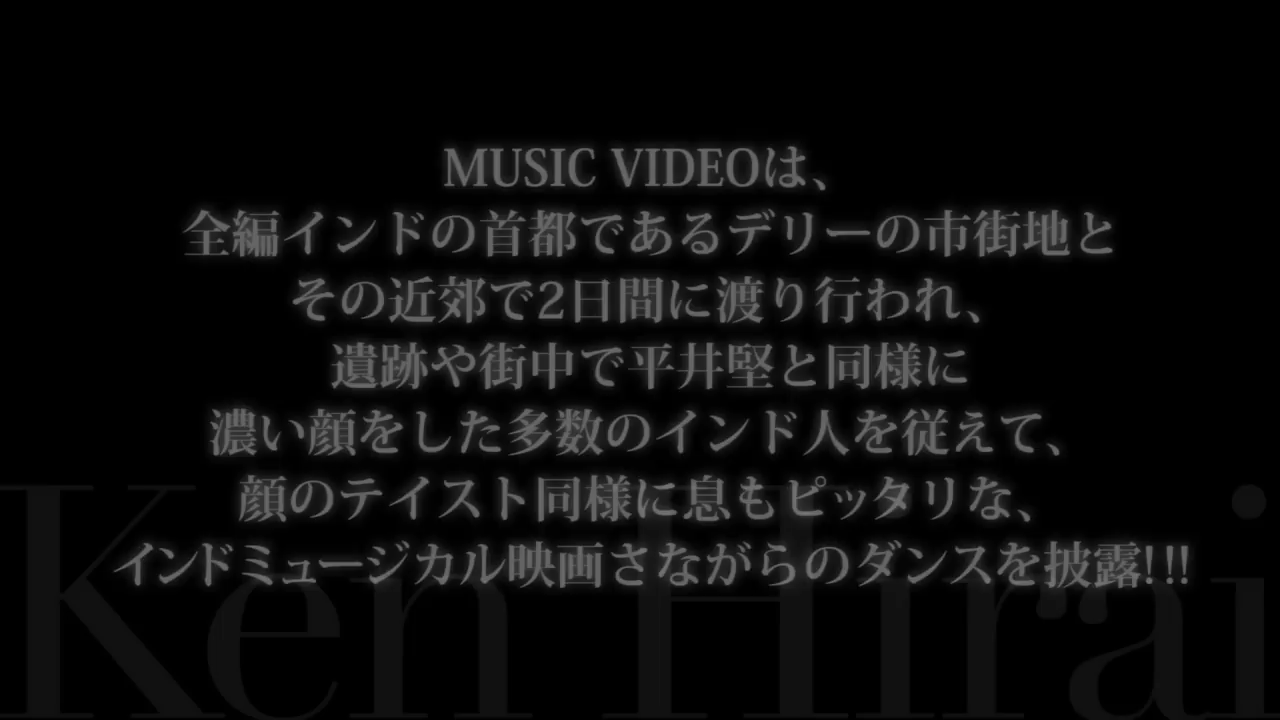 MUSIC VIDEOは、
全編インドの首都であるデリーの市街地と
その近郊で2日間に渡り行われ、
遺跡や街中で平井堅と同様に
濃い顔をした多数のインド人を従えて、
顔のテイスト同様に息もピッタリな、
インドミュージカル映画さながらのダンスを披露!!!
Ken Hirai